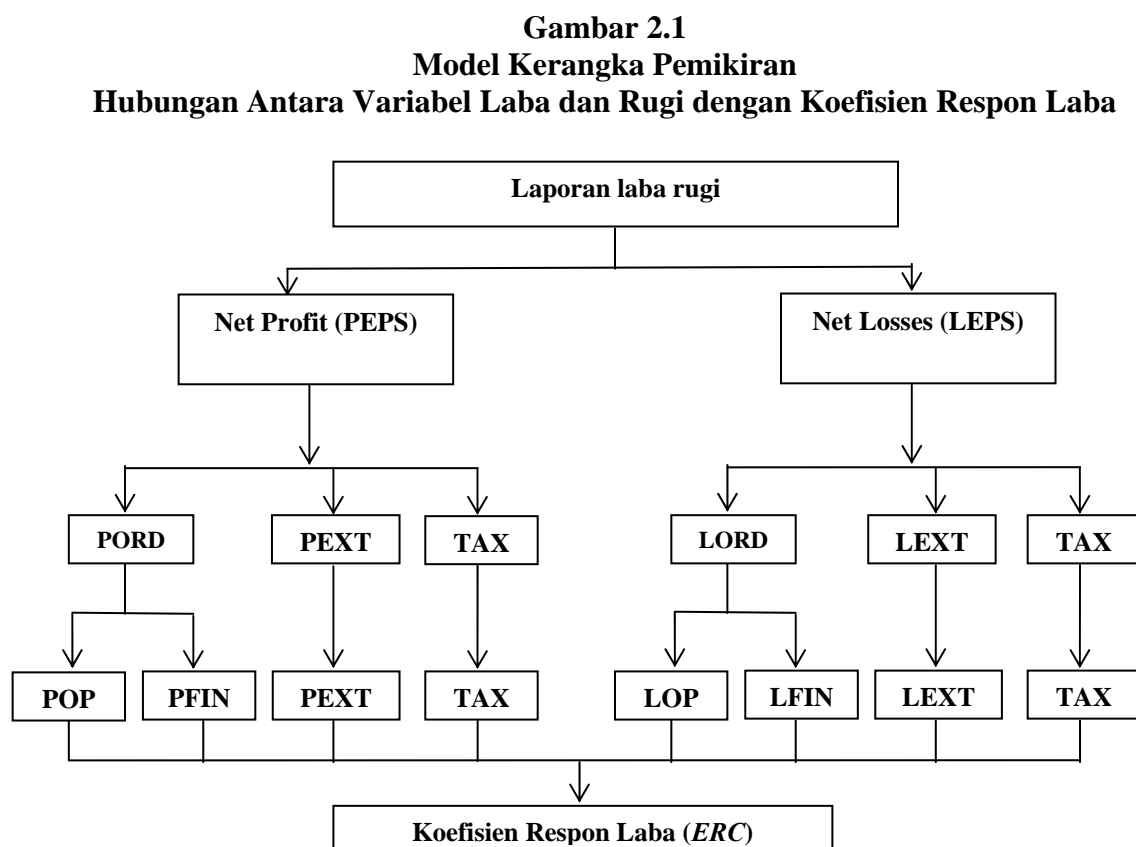 Gambar 2.1
Model Kerangka Pemikiran
Hubungan Antara Variabel Laba dan Rugi dengan Koefisien Respon Laba
Laporan laba rugi
Net Profit (PEPS)
Net Losses (LEPS)
PORD
PEXT
TAX
LORD
LEXT
TAX
POP
PFIN
PEXT
TAX
LOP
LFIN
LEXT
TAX
Koefisien Respon Laba (ERC)